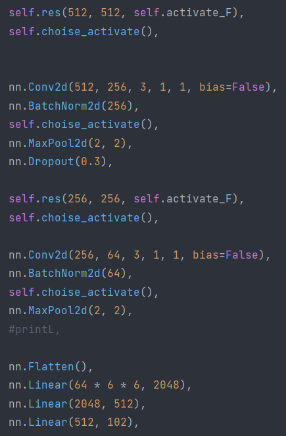 self.res(512, 512, self.activate_F),
self.choise_activate(),
nn.Conv2d(512, 256, 3, 1, 1, bias=False),
nn.BatchNorm2d(256),
self.choise_activate(),
nn.MaxPool2d(2, 2),
nn.Dropout(0.3),
self.res(256, 256, self.activate_F),
self.choise_activate(),
nn.Conv2d(256, 64, 3, 1, 1, bias=False),
nn.BatchNorm2d(64),
self.choise_activate(),
nn.MaxPool2d(2, 2),
#printL,
nn.Flatten(),
nn.Linear(64 * 6 * 6, 2048),
nn.Linear(2048, 512),
nn.Linear(512, 102),